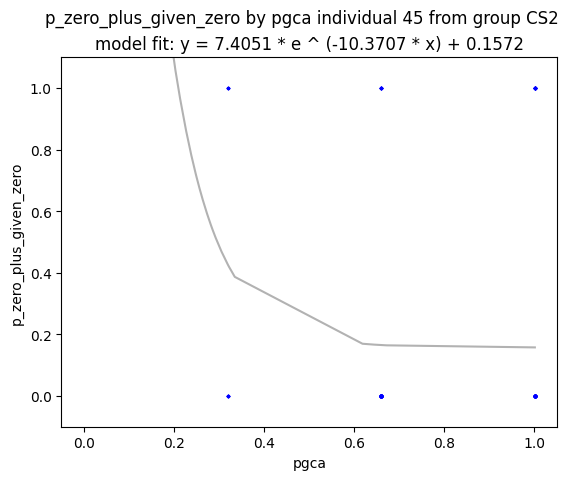 p_zero_plus_given_zero by pgca individual 45 from group CS2
model fit: y = 7.4051 * e ^ (-10.3707 * x) + 0.1572
p_zero_plus_given_zero
1.0
0.8
0.6
0.4
0.2
0.0
0.0 0.2 0.4 0.6 0.8 1.0
pgca